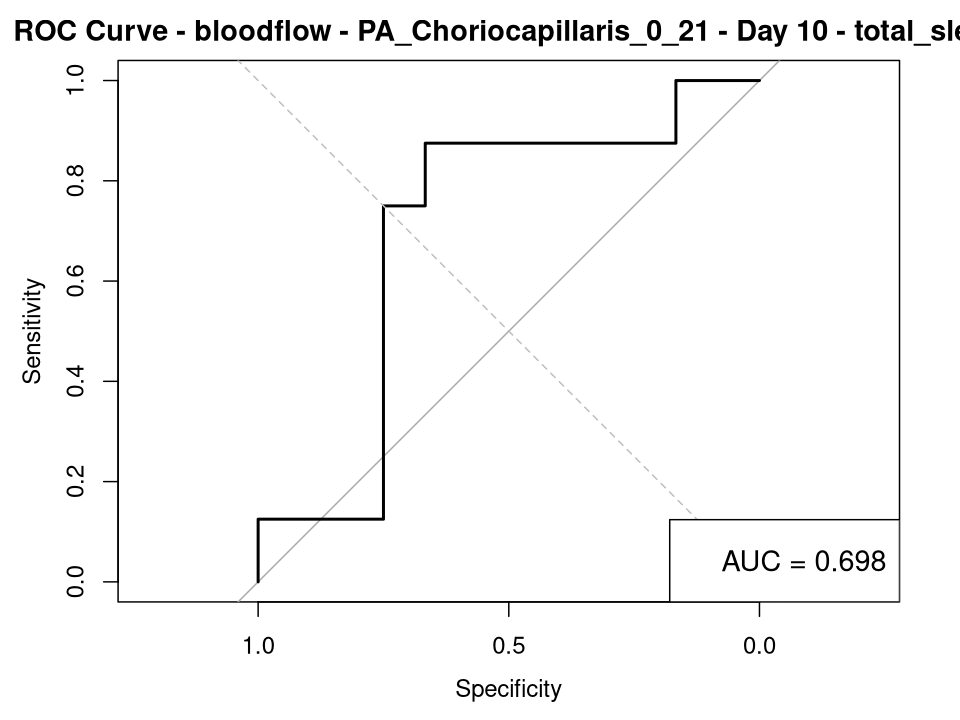 ROC Curve - bloodflow - PA_Choriocapillaris_0_21 - Day 10 - total_sle
1.0
0.8
0.6
0.4
0.2
0.0
Sensitivity
AUC = 0.698
1.0 0.5 0.0
Specificity